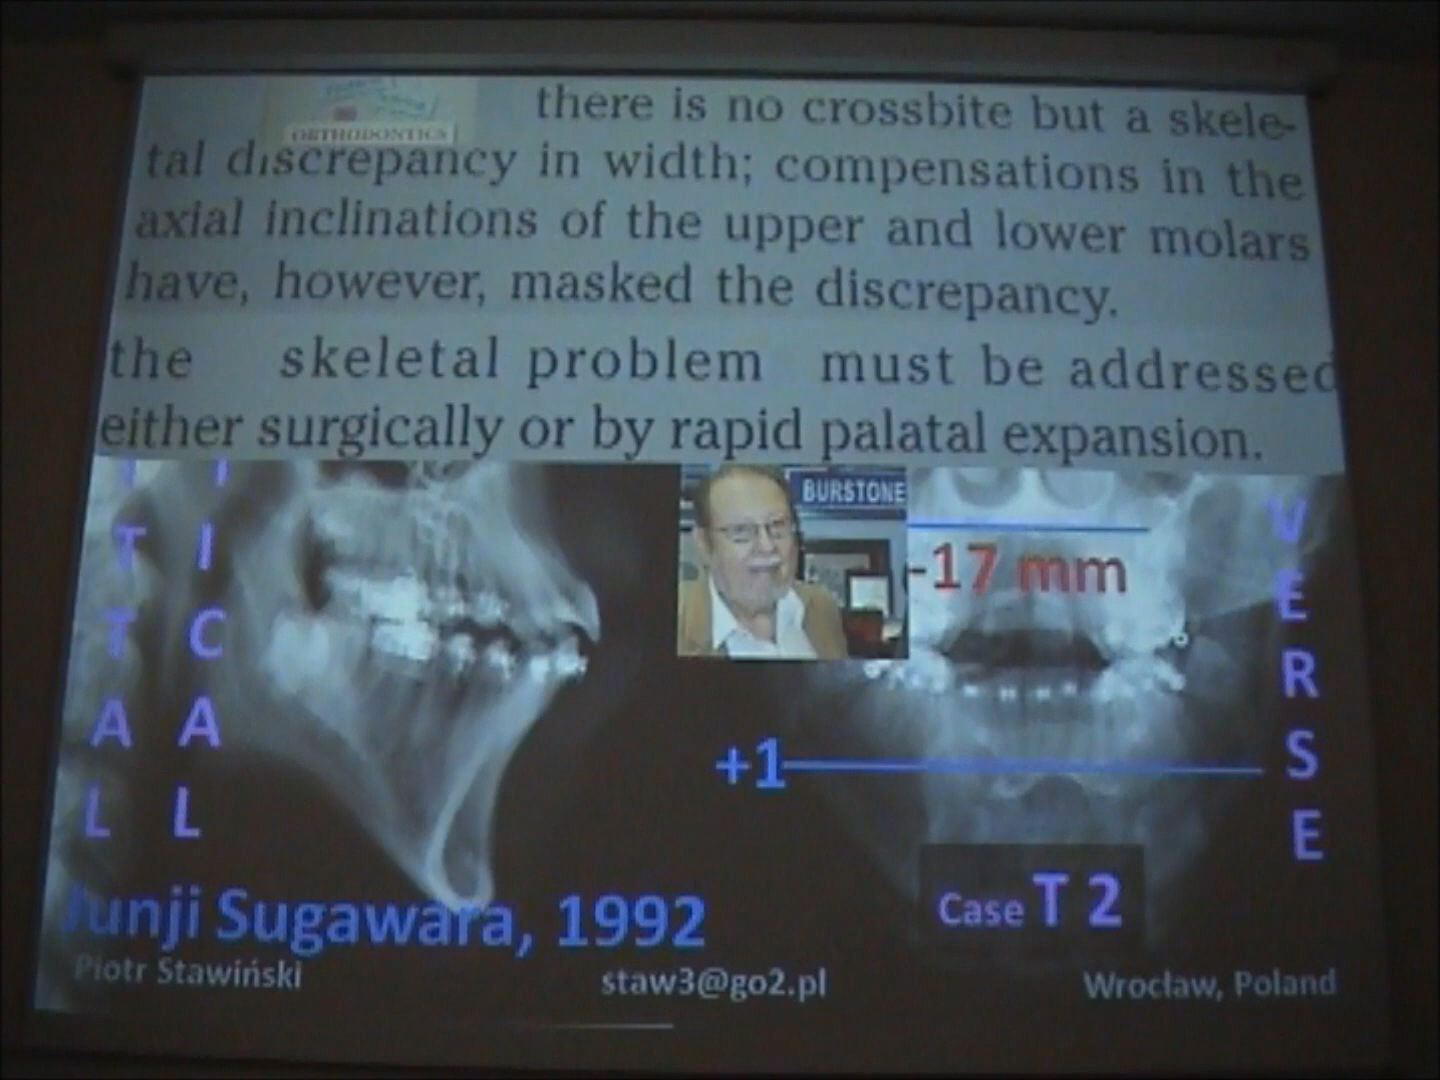 ORTHODONTICS
there is no crossbite but a skele-
tal discrepancy in width; compensations in the
axial inclinations of the upper and lower molars
have, however, masked the discrepancy.
the skeletal problem must be addressed
either surgically or by rapid palatal expansion.
BURSTONE
-17 mm
+1
T
T
A
L
I
C
A
L
V
E
R
S
E
Case T 2
Junji Sugawara, 1992
Piotr Stawiński
staw3@go2.pl
Wrocław, Poland